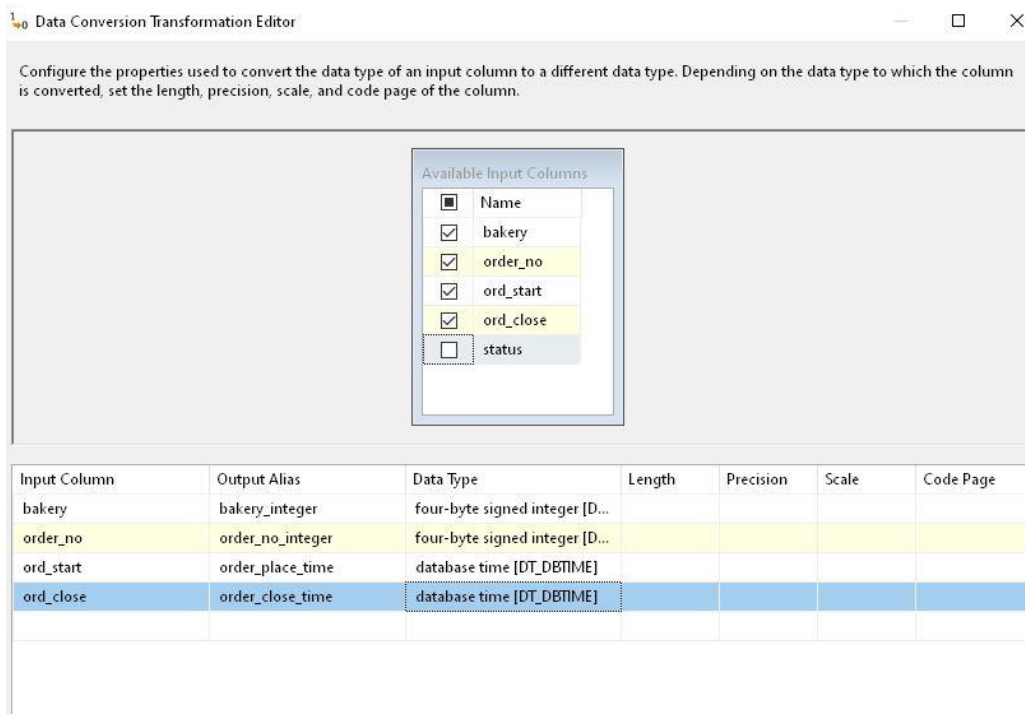 Data Conversion Transformation Editor
Configure the properties used to convert the data type of an input column to a different data type. Depending on the data type to which the column
is converted, set the length, precision, scale, and code page of the column.
Available Input Columns
Name
bakery
order_no
ord_start
ord_close
status
Input Column Output Alias Data Type Length Precision Scale Code Page
bakery bakery_integer four-byte signed integer [D...
order_no order_no_integer four-byte signed integer [D...
ord_start order_place_time database time [DT_DBTIME]
ord_close order_close_time database time [DT_DBTIME]